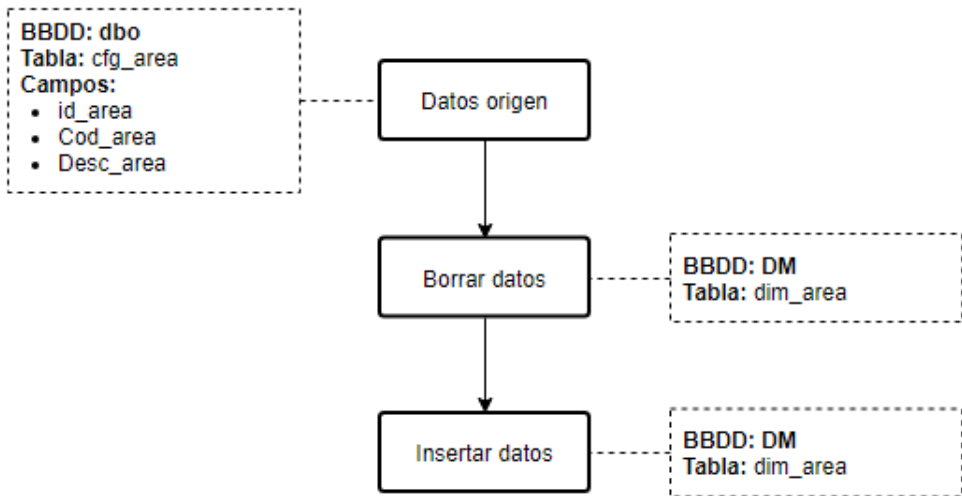 BBDD: dbo
Tabla: cfg_area
Campos:
• id_area
• Cod_area
• Desc_area
Datos origen
Borrar datos
BBDD: DM
Tabla: dim_area
Insertar datos
BBDD: DM
Tabla: dim_area